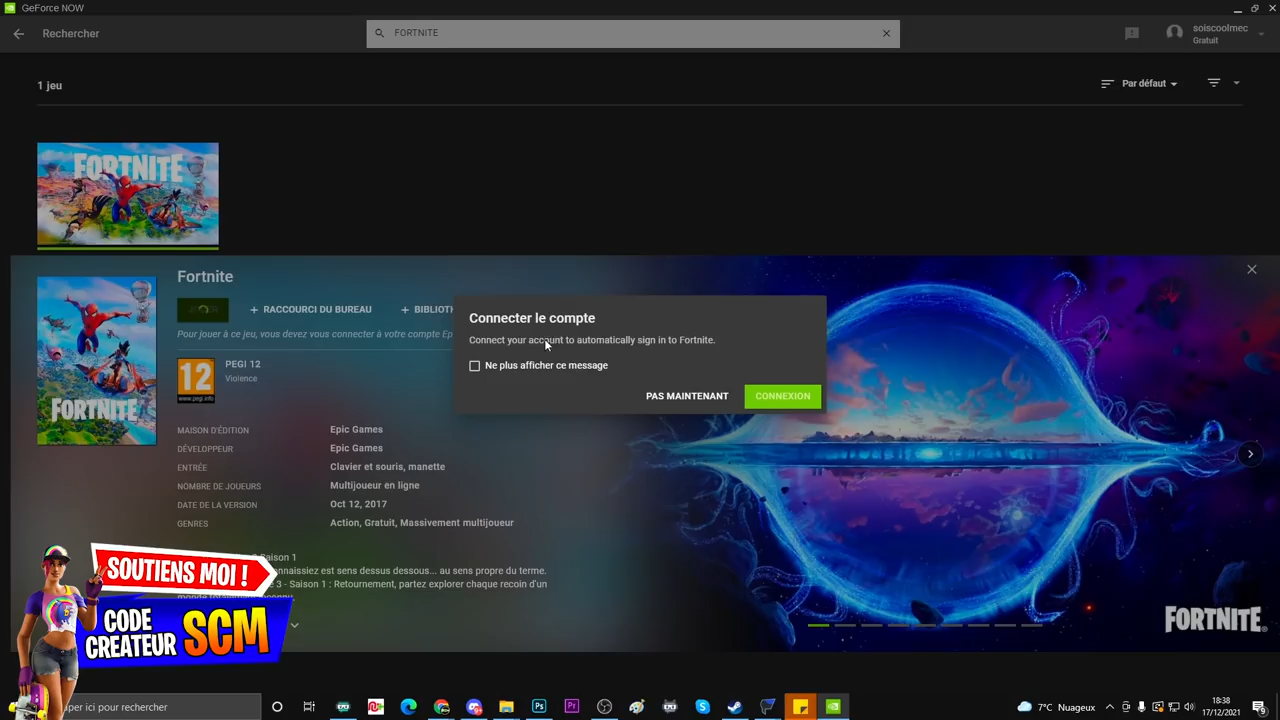 GeForce NOW
Rechercher
FORTNITE
soiscoolmec
Gratuit
1 jeu
Par défaut
FORTNITE
Fortnite
+ RACCOURCI DU BUREAU
+ BIBLIOT
Pour jouer à ce jeu, vous devez vous connecter à votre compte Ep
Connecter le compte
Connect your account to automatically sign in to Fortnite.
Ne plus afficher ce message
PAS MAINTENANT
CONNEXION
12
www.pegi.info
PEGI 12
Violence
FORTNITE
MAISON D'ÉDITION Epic Games
DÉVELOPPEUR Epic Games
ENTRÉE Clavier et souris, manette
NOMBRE DE JOUEURS Multijoueur en ligne
DATE DE LA VERSION Oct 12, 2017
GENRES Action, Gratuit, Massivement multijoueur
Saison 1
nnaissiez est sens dessus dessous... au sens propre du terme.
e 3 - Saison 1 : Retournement, partez explorer chaque recoin d'un
FORTNITE
SOUTIENS MOI !
CODE
CREATEUR SCM
aper ici pour rechercher
7°C Nuageux
18:38
17/12/2021